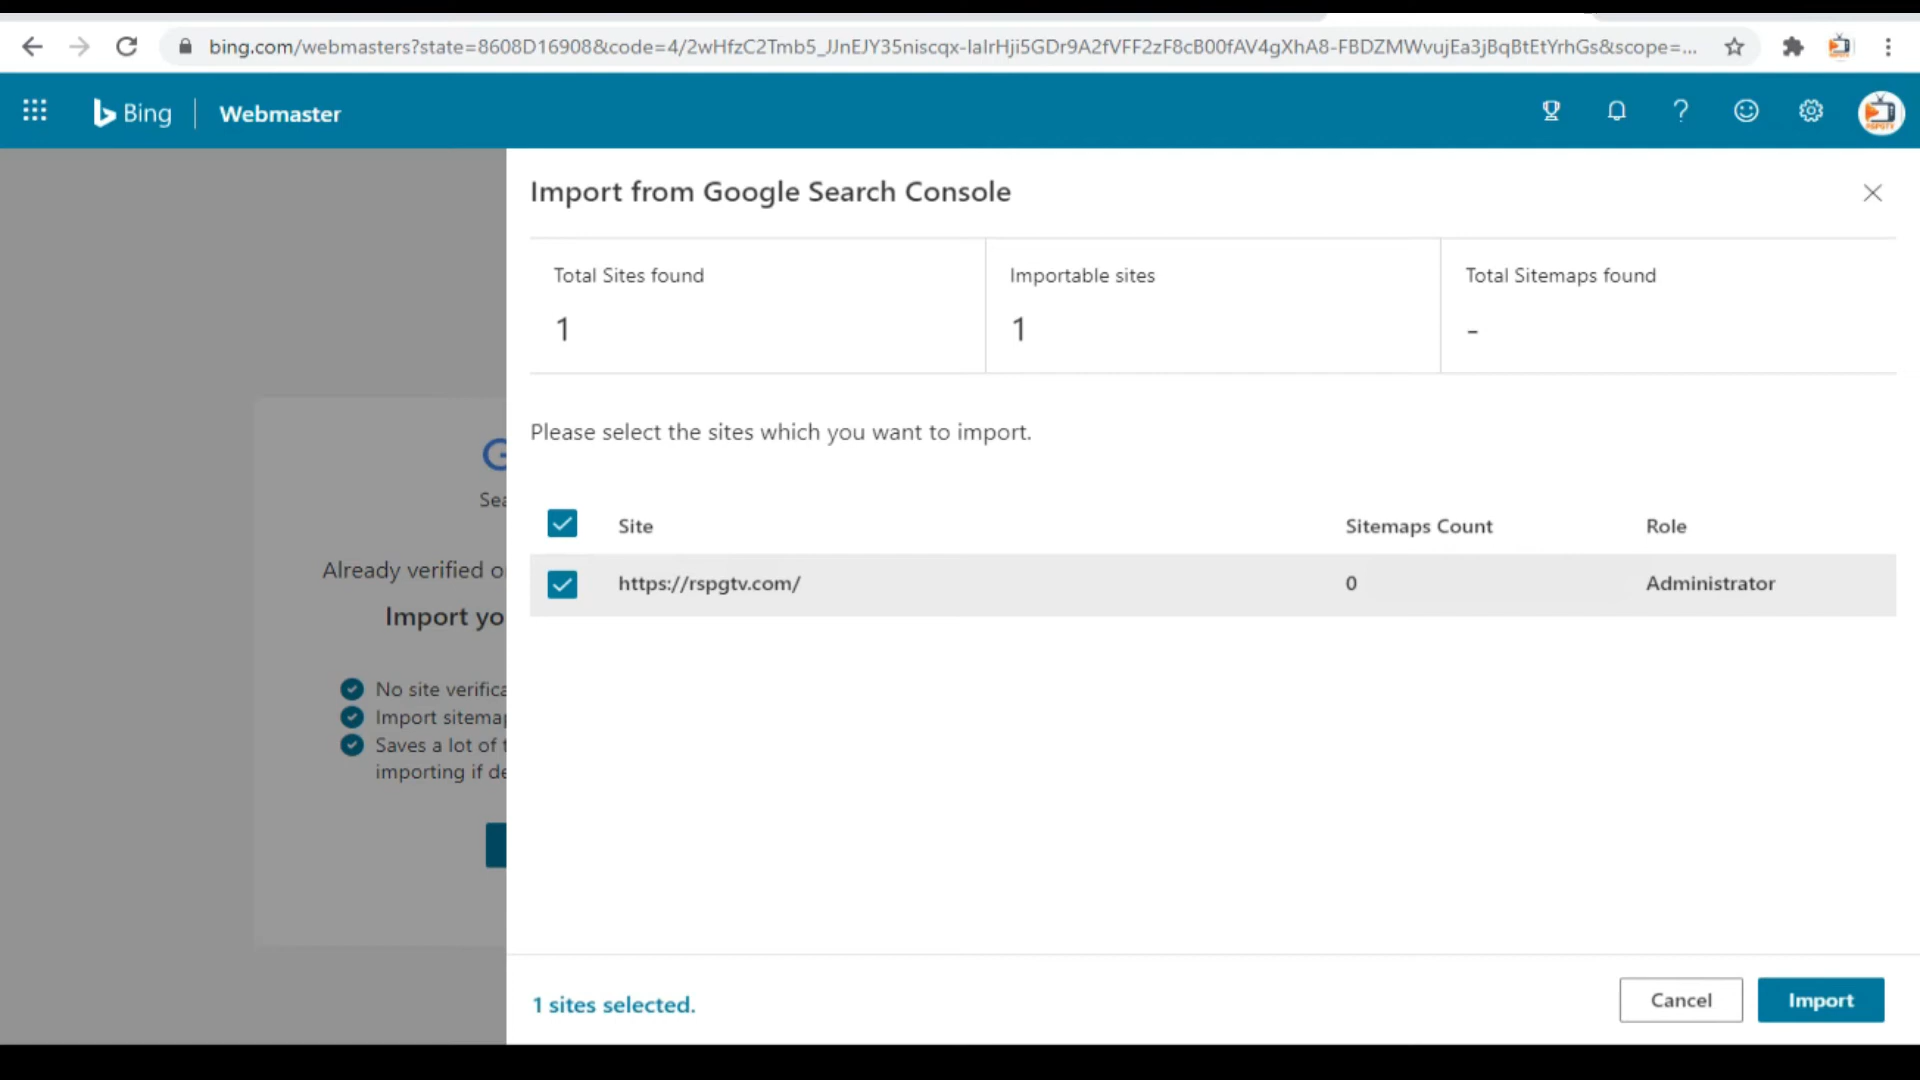 bing.com/webmasters?state=8608D16908&code=4/2wHfzC2Tmb5_JJnEJY35niscqx-IaIrHji5GDr9A2fVFF2zF8cB00fAV4gXhA8-FBDZMWvujEa3jBqBtEtYrhGs&scope=...
Bing Webmaster
Import from Google Search Console
Total Sites found
Importable sites
Total Sitemaps found
1
1
-
Please select the sites which you want to import.
Site
Sitemaps Count
Role
https://rspgtv.com/
0
Administrator
Sea
Already verified o
Import yo
No site verifica
Import sitemap
Saves a lot of t
importing if de
1 sites selected.
Cancel
Import